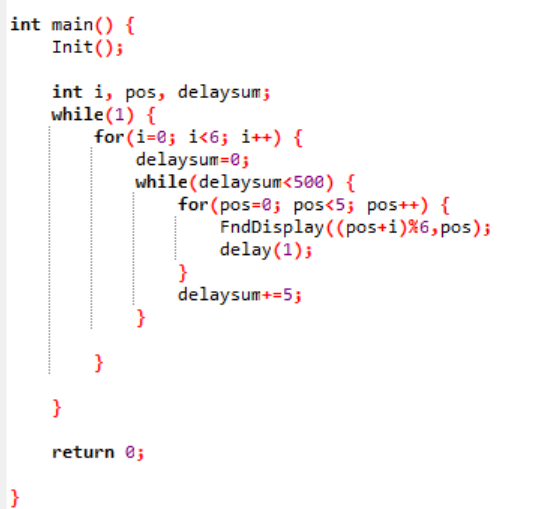 int main() {
    Init();
    int i, pos, delaysum;
    while(1) {
        for(i=0; i<6; i++) {
            delaysum=0;
            while(delaysum<500) {
                for(pos=0; pos<5; pos++) {
                    FndDisplay((pos+i)%6,pos);
                    delay(1);
                }
                delaysum+=5;
            }
        }
    }
    return 0;
}